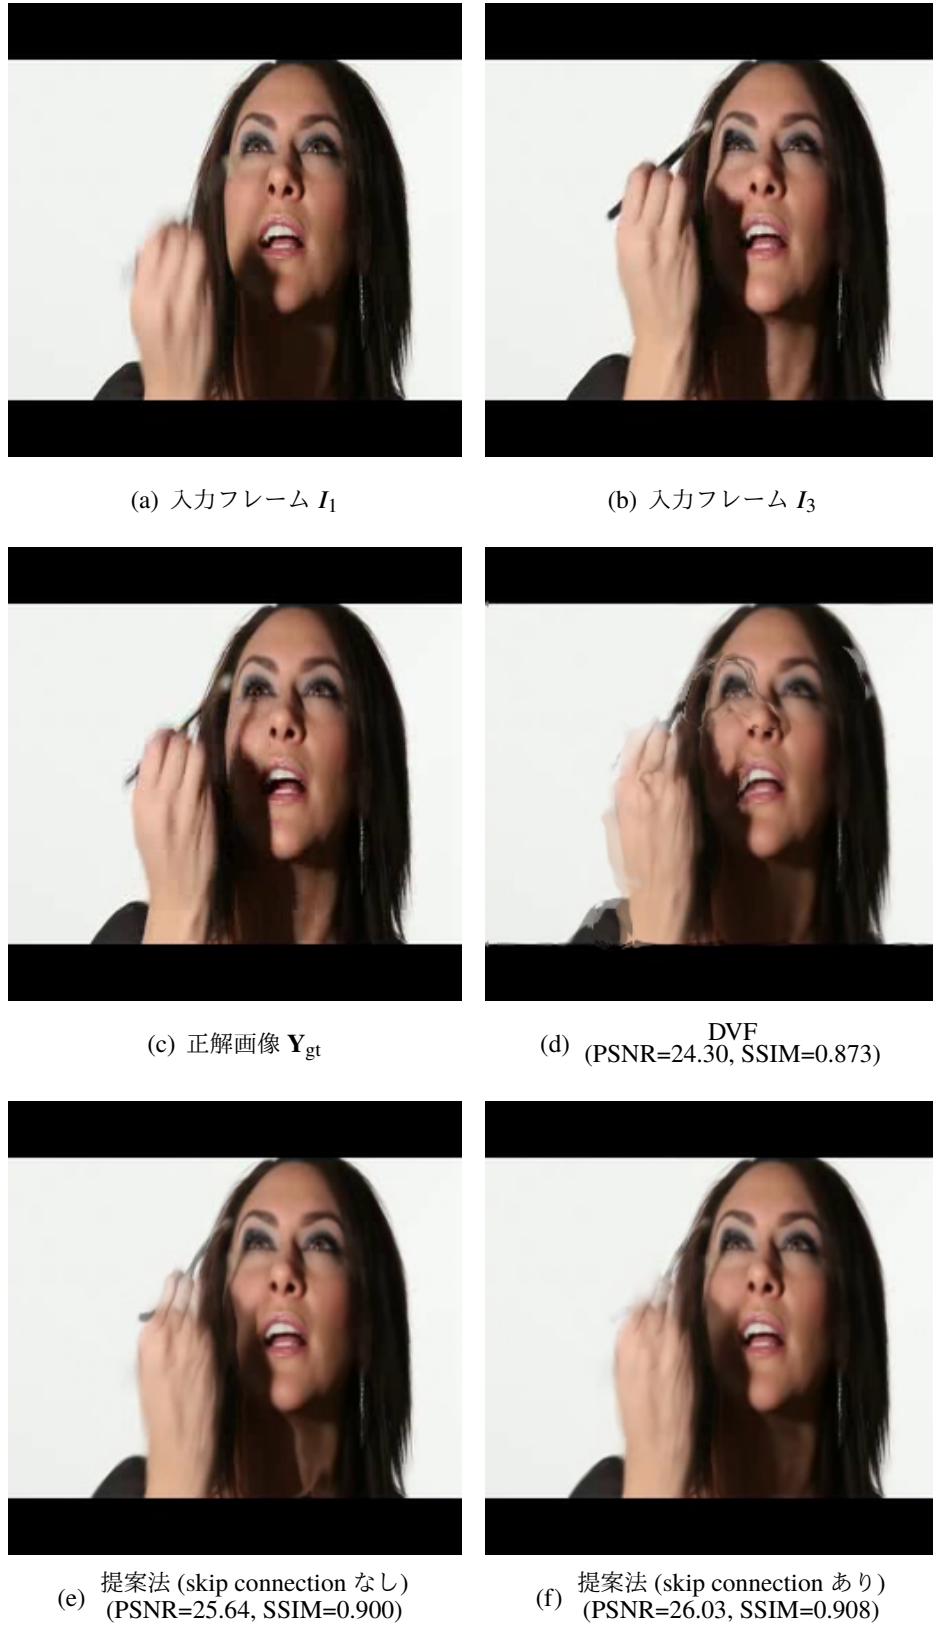 (a) 入力フレーム I1
(b) 入力フレーム I3
(c) 正解画像 Ygt
(d) DVF
(PSNR=24.30, SSIM=0.873)
(e) 提案法 (skip connection なし)
(PSNR=25.64, SSIM=0.900)
(f) 提案法 (skip connection あり)
(PSNR=26.03, SSIM=0.908)